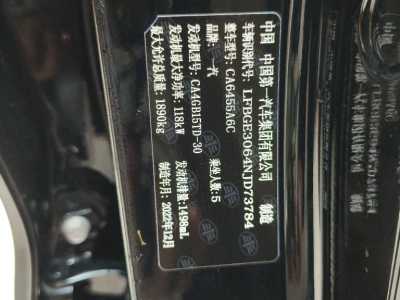 中国 中国第一汽车集团有限公司 制造
车辆识别代号：LFBGE3064NJD73784
整车型号：CA6455A6C
品牌：一汽 乘坐人数：5
发动机型号：CA4GB15TD-30
发动机最大净功率：118kW 发动机排量：1498mL
最大允许总质量：1890kg 制造年月：2022年12月